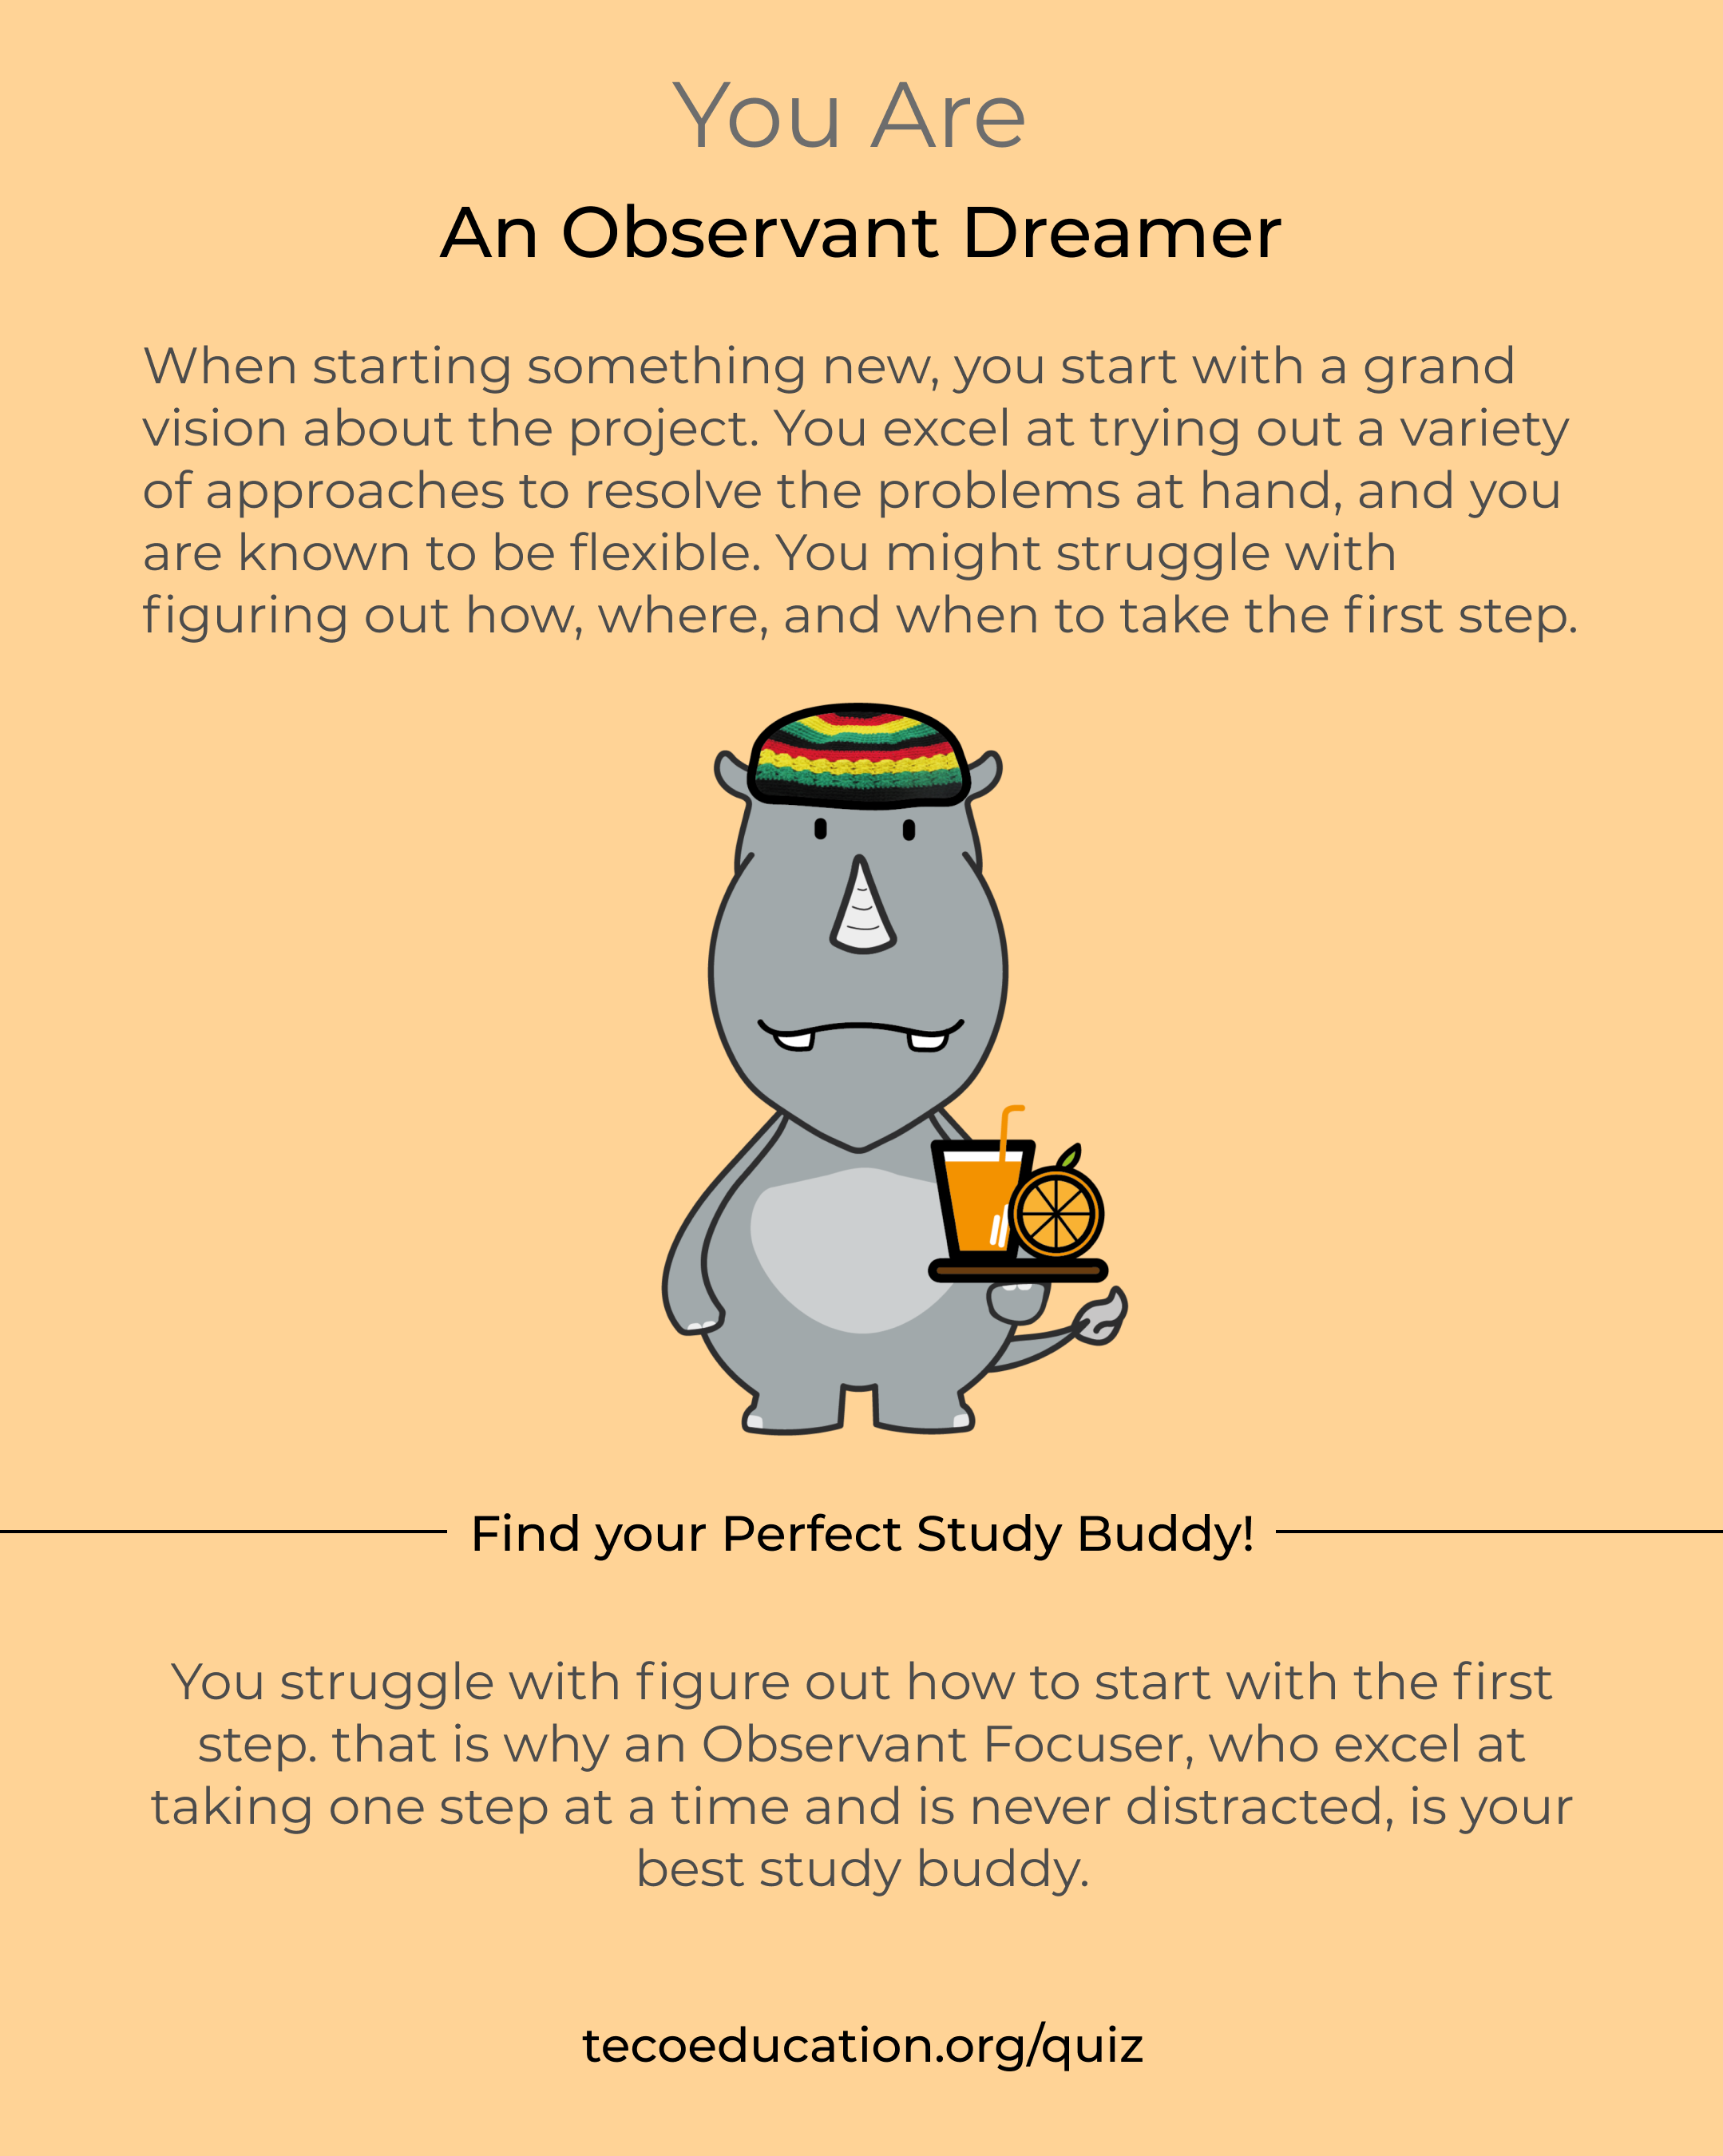 You Are
An Observant Dreamer
When starting something new, you start with a grand
vision about the project. You excel at trying out a variety
of approaches to resolve the problems at hand, and you
are known to be flexible. You might struggle with
figuring out how, where, and when to take the first step.
Find your Perfect Study Buddy!
You struggle with figure out how to start with the first
step. that is why an Observant Focuser, who excel at
taking one step at a time and is never distracted, is your
best study buddy.
tecoeducation.org/quiz